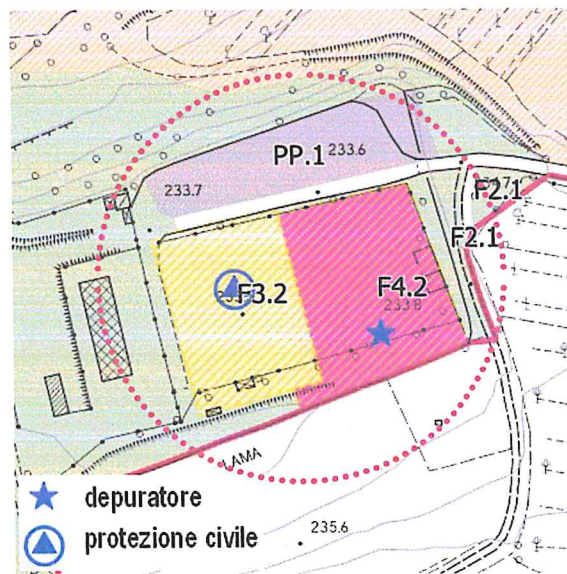 PP.1 233.6
233.7
F2.1
F2.1
F3.2
F4.2
233.8
LAMA
depuratore
235.6
protezione civile